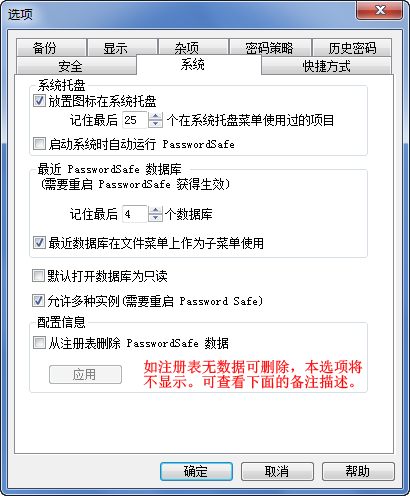 选项
备份 显示 杂项 密码策略 历史密码
安全 系统 快捷方式
系统托盘
放置图标在系统托盘
记住最后 25 个在系统托盘菜单使用过的项目
启动系统时自动运行 PasswordSafe
最近 PasswordSafe 数据库
(需要重启 PasswordSafe 获得生效)
记住最后 4 个数据库
最近数据库在文件菜单上作为子菜单使用
默认打开数据库为只读
允许多种实例(需要重启 Password Safe)
配置信息
从注册表删除 PasswordSafe 数据
应用
如注册表无数据可删除，本选项将
不显示。可查看下面的备注描述。
确定 取消 帮助